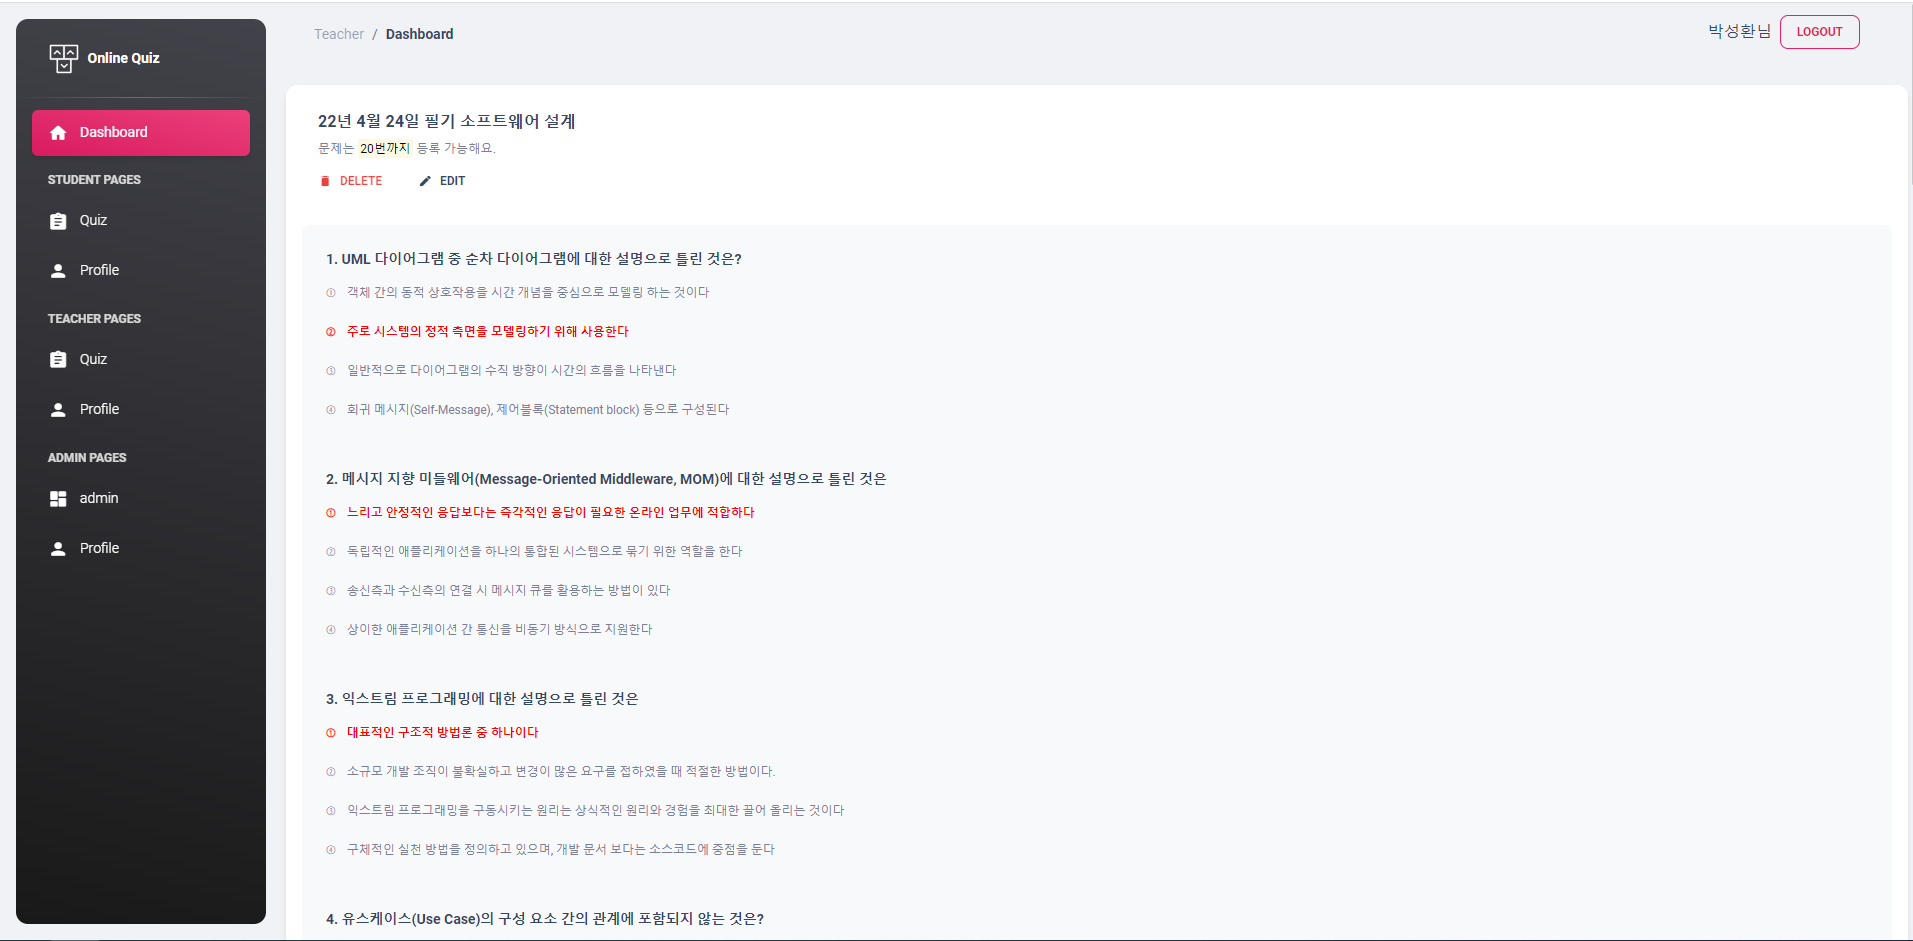 Online Quiz
Dashboard
STUDENT PAGES
Quiz
Profile
TEACHER PAGES
Quiz
Profile
ADMIN PAGES
admin
Profile
Teacher / Dashboard
박성환님 LOGOUT
22년 4월 24일 필기 소프트웨어 설계
문제는 20번까지 등록 가능해요.
DELETE EDIT
1. UML 다이어그램 중 순차 다이어그램에 대한 설명으로 틀린 것은?
① 객체 간의 동적 상호작용을 시간 개념을 중심으로 모델링 하는 것이다
② 주로 시스템의 정적 측면을 모델링하기 위해 사용한다
③ 일반적으로 다이어그램의 수직 방향이 시간의 흐름을 나타낸다
④ 회귀 메시지(Self-Message), 제어블록(Statement block) 등으로 구성된다
2. 메시지 지향 미들웨어(Message-Oriented Middleware, MOM)에 대한 설명으로 틀린 것은
① 느리고 안정적인 응답보다는 즉각적인 응답이 필요한 온라인 업무에 적합하다
② 독립적인 애플리케이션을 하나의 통합된 시스템으로 묶기 위한 역할을 한다
③ 송신측과 수신측의 연결 시 메시지 큐를 활용하는 방법이 있다
④ 상이한 애플리케이션 간 통신을 비동기 방식으로 지원한다
3. 익스트림 프로그래밍에 대한 설명으로 틀린 것은
① 대표적인 구조적 방법론 중 하나이다
② 소규모 개발 조직이 불확실하고 변경이 많은 요구를 접하였을 때 적절한 방법이다.
③ 익스트림 프로그래밍을 구동시키는 원리는 상식적인 원리와 경험을 최대한 끌어 올리는 것이다
④ 구체적인 실천 방법을 정의하고 있으며, 개발 문서 보다는 소스코드에 중점을 둔다
4. 유스케이스(Use Case)의 구성 요소 간의 관계에 포함되지 않는 것은?